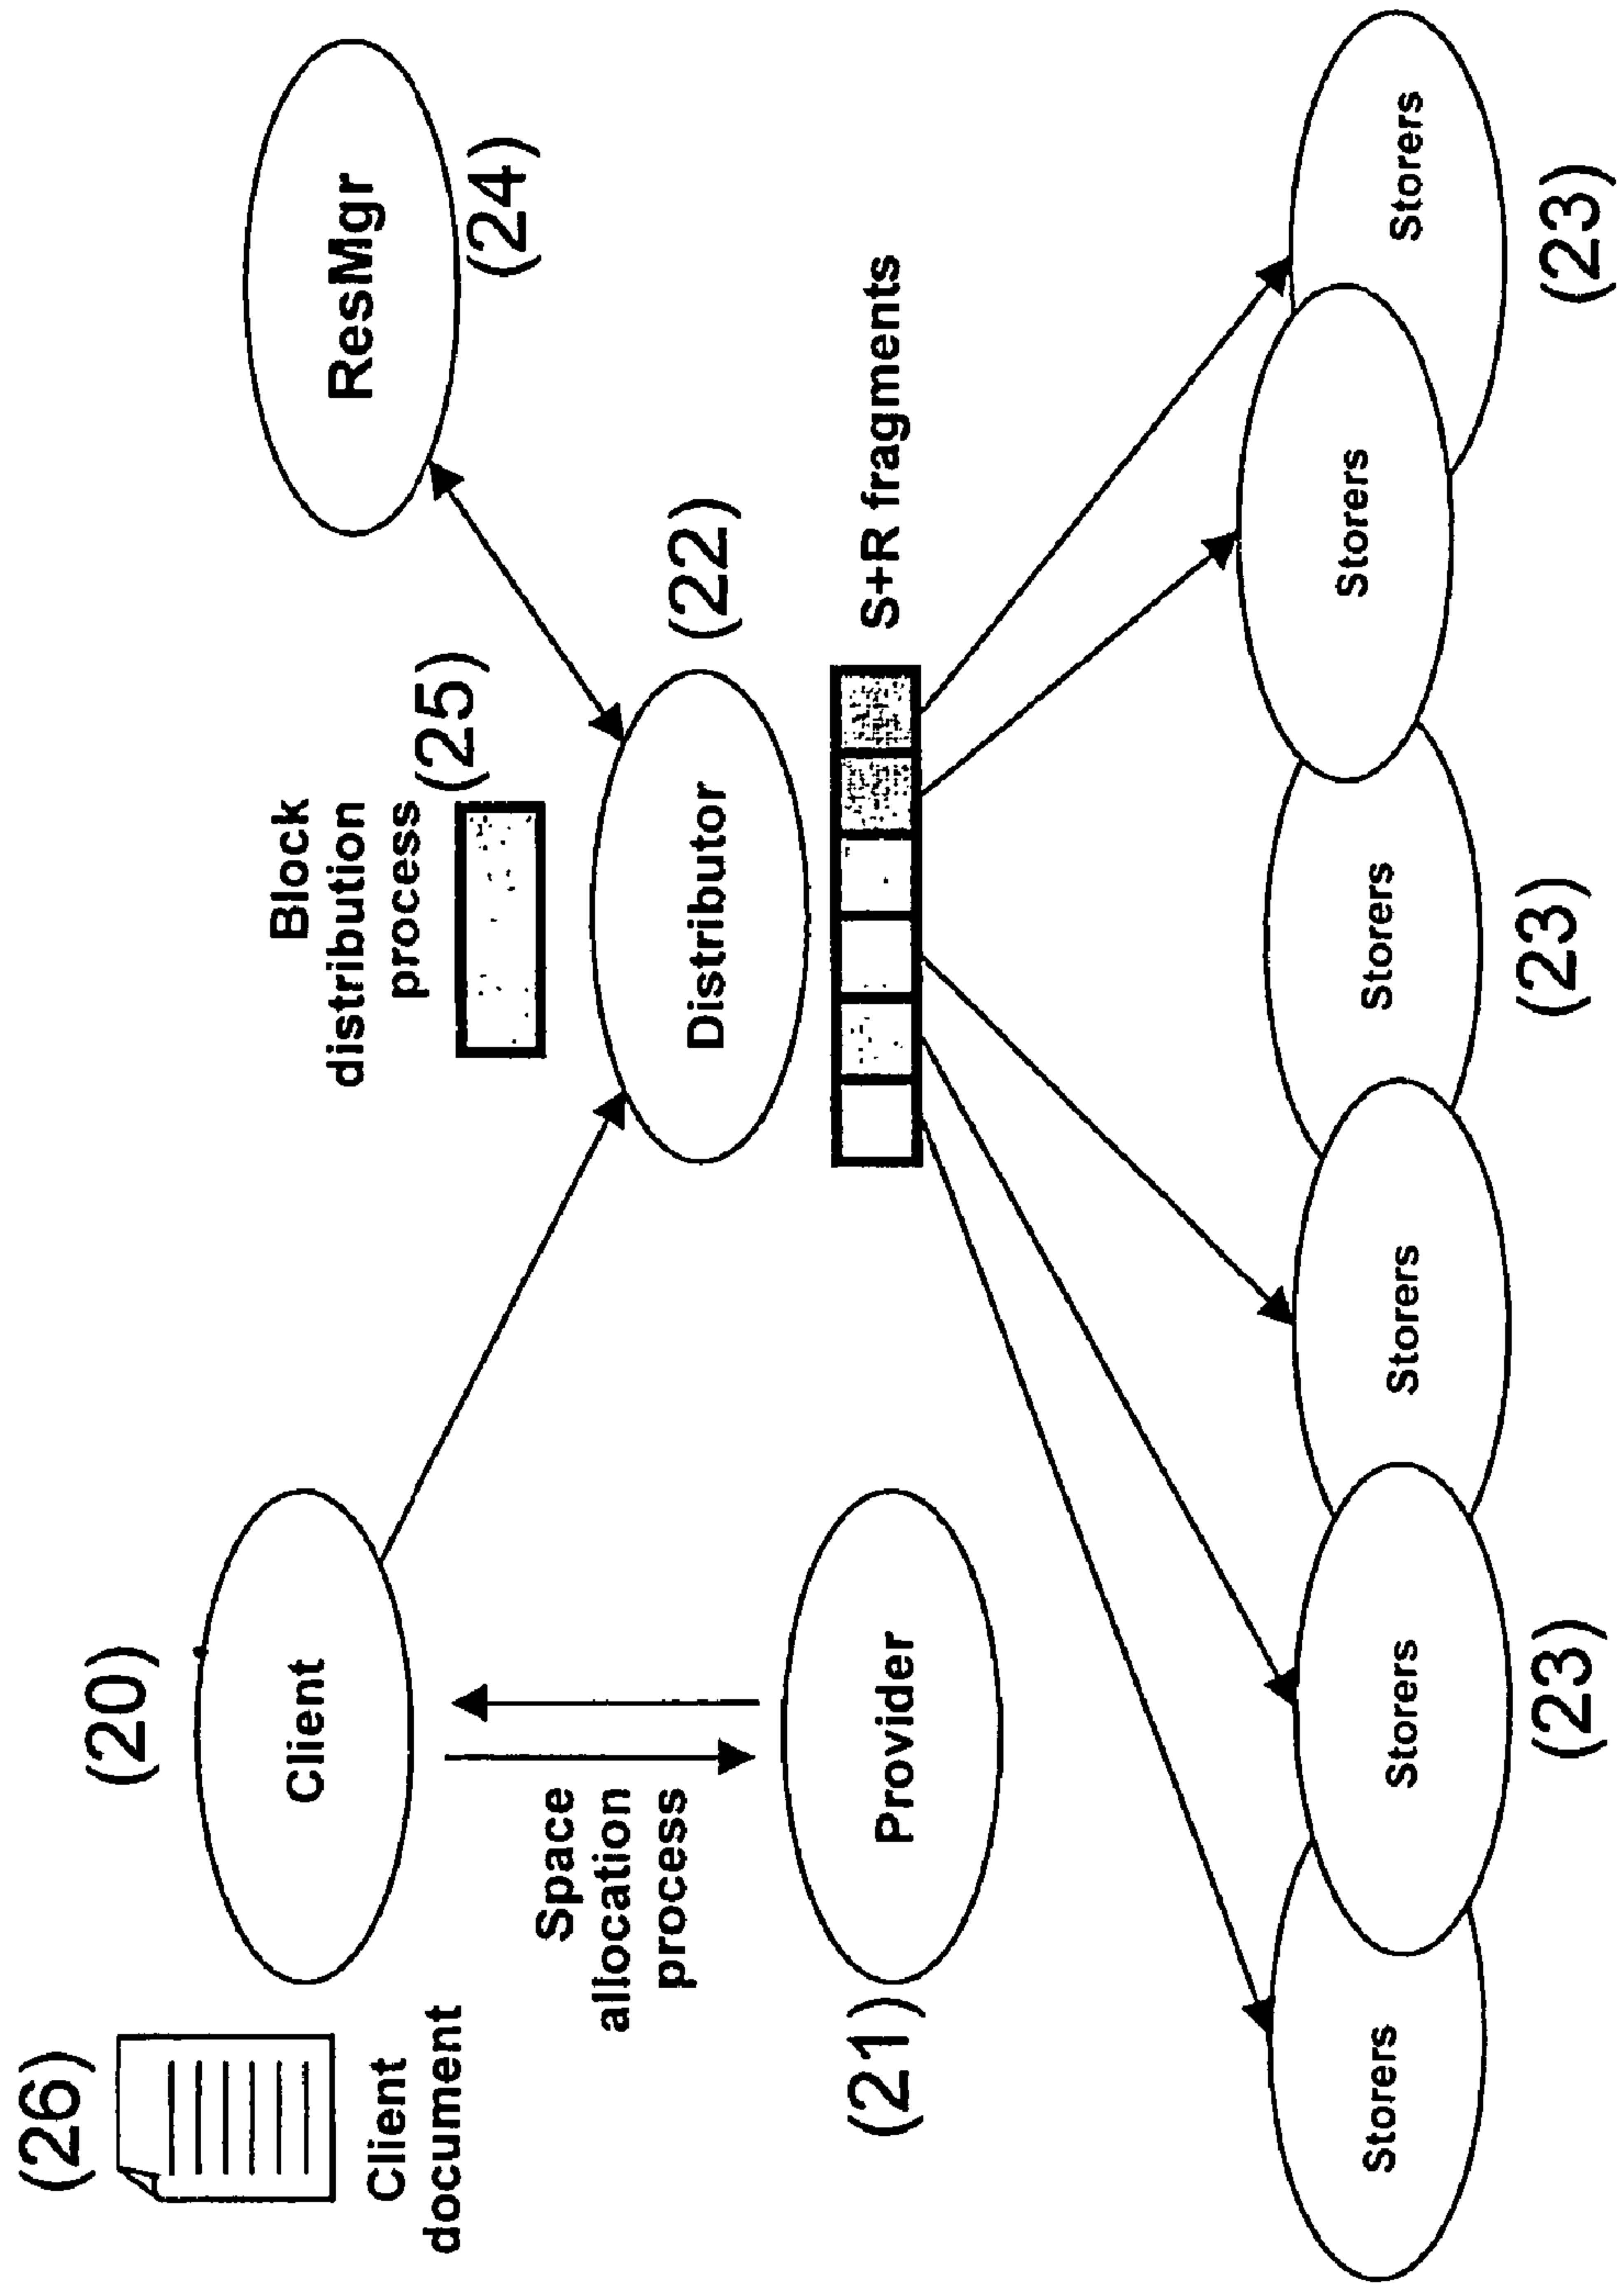 (26)
Client
document
(20)
Client
Space
allocation
process
Provider
(21)
Block
distribution
process
(25)
Distributor
(22)
ResMgr
(24)
S+R fragments
Storers
Storers
Storers
Storers
Storers
Storers
(23)
(23)
(23)